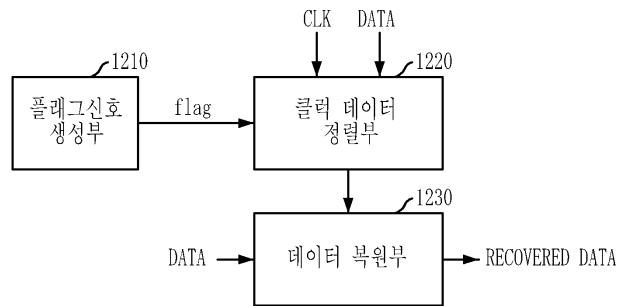 CLK DATA
1210
1220
플래그신호
생성부
flag
클럭 데이터
정렬부
1230
DATA
데이터 복원부
RECOVERED DATA